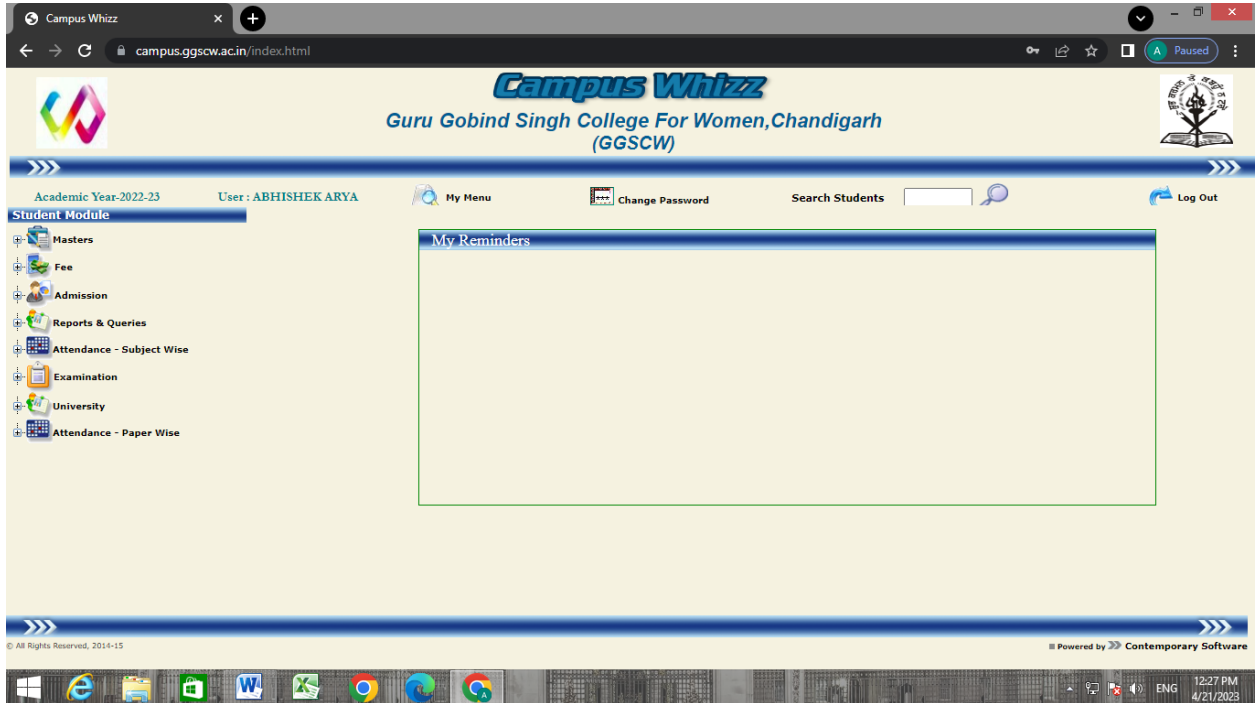 Campus Whizz
campus.ggscw.ac.in/index.html
A Paused
Campus Whizz
Guru Gobind Singh College For Women,Chandigarh
(GGSCW)
Academic Year-2022-23 User : ABHISHEK ARYA My Menu Change Password Search Students Log Out
Student Module
My Reminders
Masters
Fee
Admission
Reports & Queries
Attendance - Subject Wise
Examination
University
Attendance - Paper Wise
© All Rights Reserved, 2014-15 Powered by Contemporary Software
ENG 12:27 PM
4/21/2023